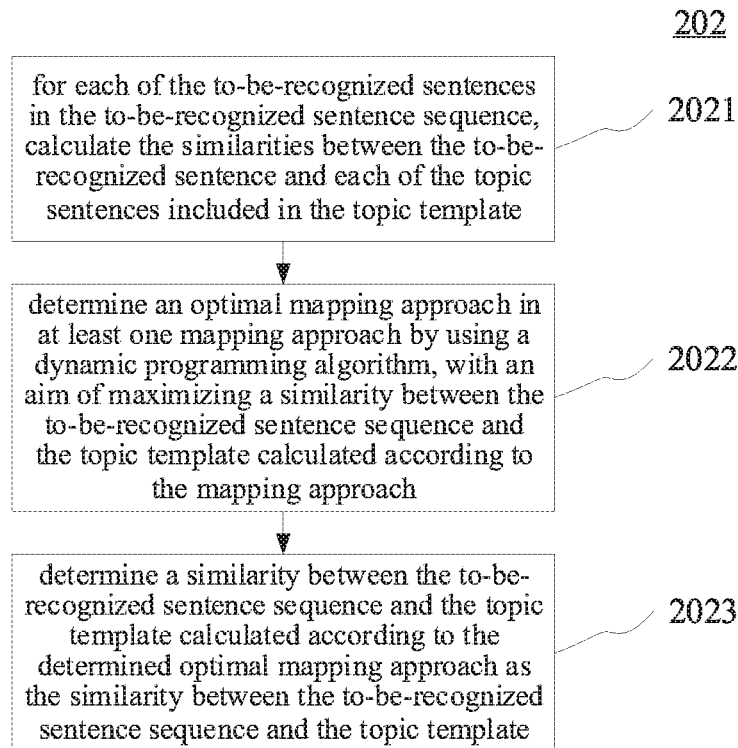 202
for each of the to-be-recognized sentences
in the to-be-recognized sentence sequence,
calculate the similarities between the to-be-
recognized sentence and each of the topic
sentences included in the topic template
2021
determine an optimal mapping approach in
at least one mapping approach by using a
dynamic programming algorithm, with an
aim of maximizing a similarity between the
to-be-recognized sentence sequence and
the topic template calculated according to
the mapping approach
2022
determine a similarity between the to-be-
recognized sentence sequence and the topic
template calculated according to the
determined optimal mapping approach as
the similarity between the to-be-recognized
sentence sequence and the topic template
2023